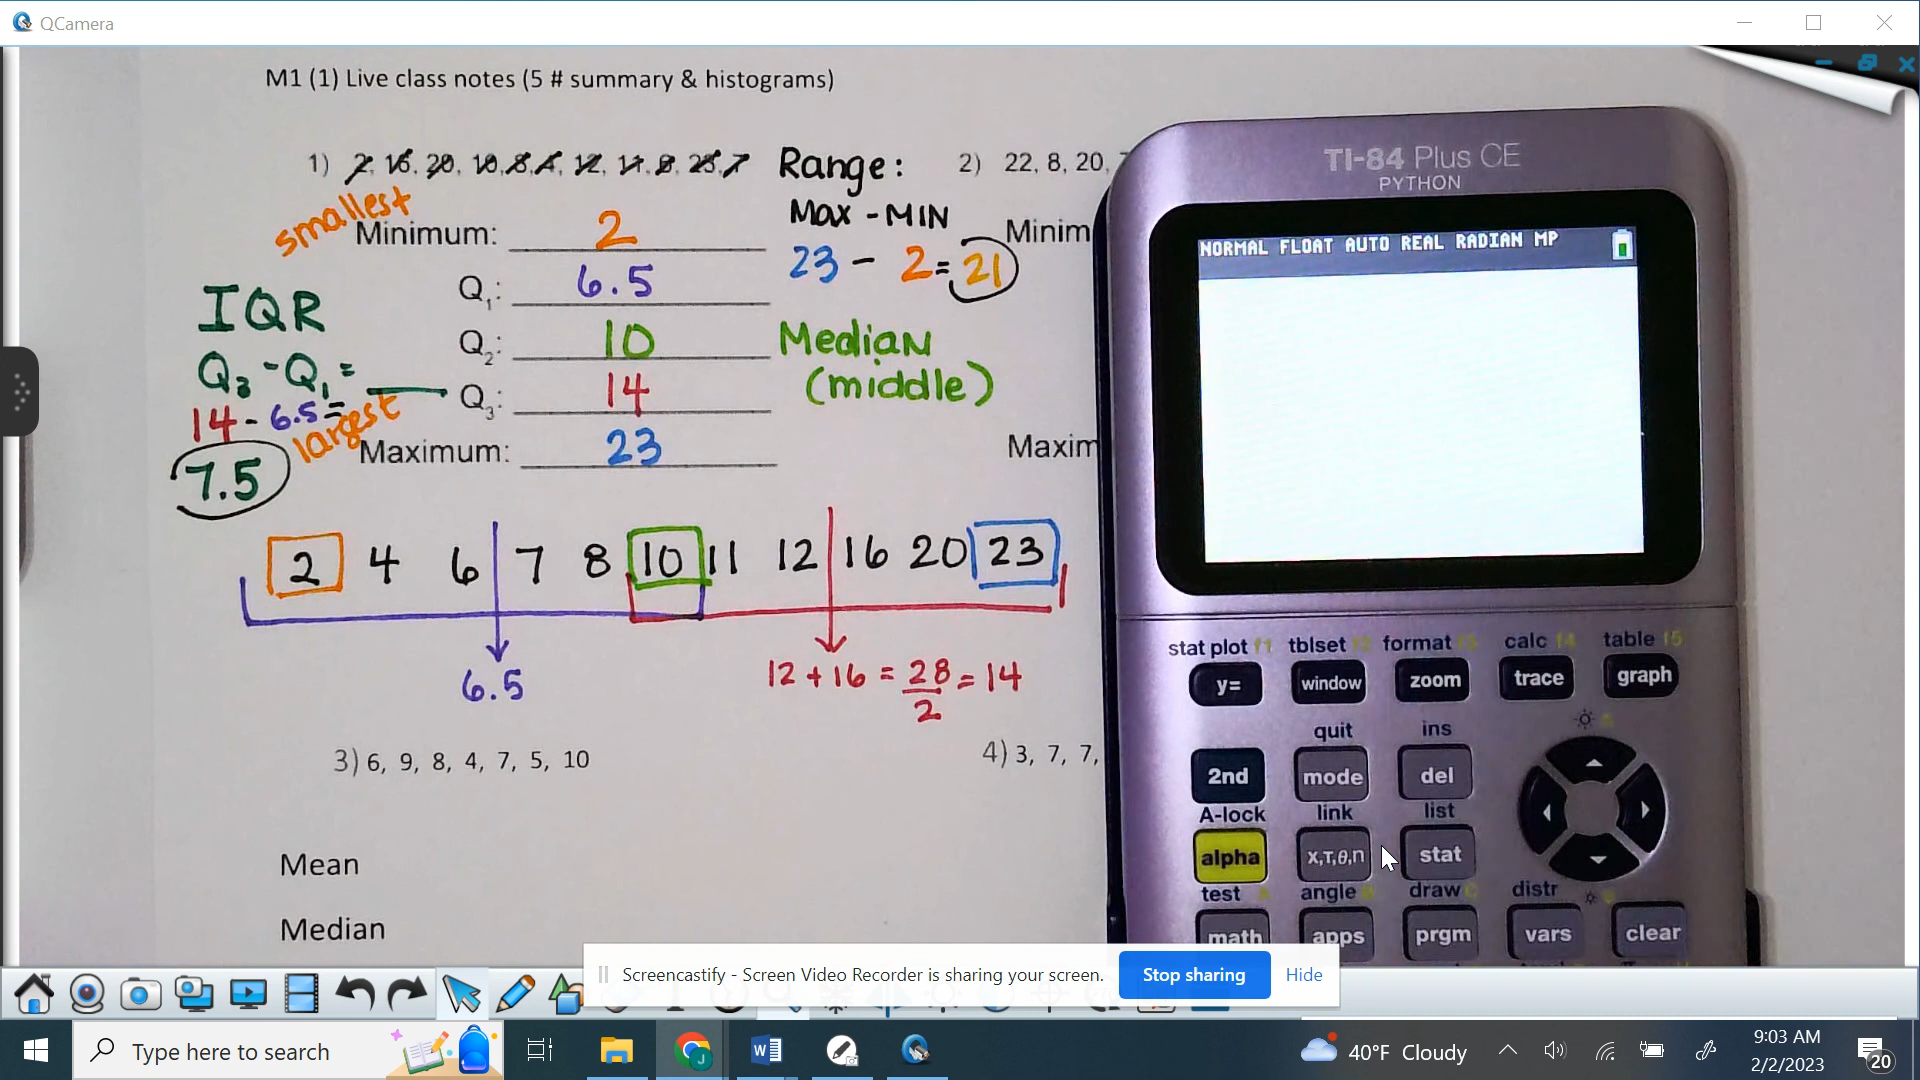 QCamera
M1 (1) Live class notes (5 # summary & histograms)
1) 2, 16, 20, 10, 8, 4, 12, 11, 23, 7
Range:
2) 22, 8, 20,
smallest
Minimum: 2
MAX - MIN
Minim
23 - 2 = 21
Q1: 6.5
IQR
Q2: 10
Median
(middle)
Q3 - Q1 =
Q3: 14
14 - 6.5 =
7.5
largest
Maximum: 23
Maxim
2 4 6 7 8 10 11 12 16 20 23
6.5
12 + 16 = 28/2 = 14
3) 6, 9, 8, 4, 7, 5, 10
4) 3, 7, 7,
Mean
Median
TI-84 Plus CE
PYTHON
NORMAL FLOAT AUTO REAL RADIAN MP
stat plot f1 tblset format calc f4 table f5
y= window zoom trace graph
quit ins
2nd mode del
A-lock link list
alpha X,T,θ,n stat
test angle draw distr
math apps prgm vars clear
Screencastify - Screen Video Recorder is sharing your screen. Stop sharing Hide
Type here to search
40°F Cloudy
9:03 AM
2/2/2023
20